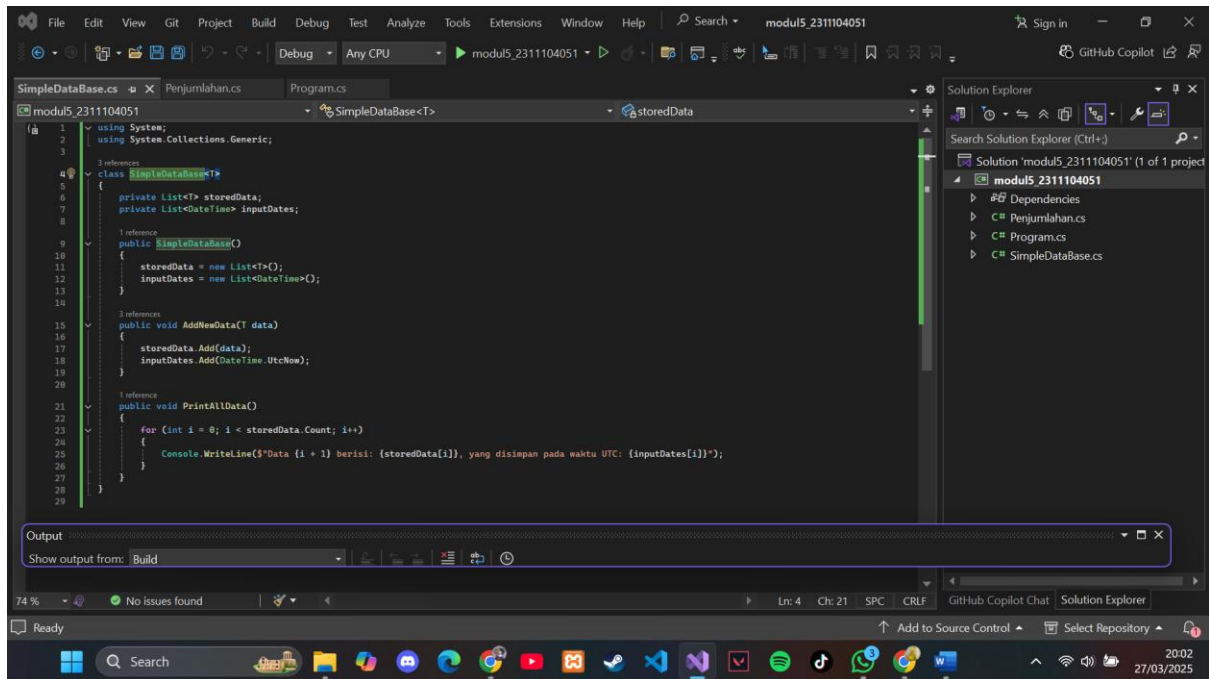 File Edit View Git Project Build Debug Test Analyze Tools Extensions Window Help Search modul5_2311104051 Sign in
Debug Any CPU modul5_2311104051 GitHub Copilot
SimpleDataBase.cs Penjumlahan.cs Program.cs
modul5_2311104051 SimpleDataBase<T> storedData
1 using System;
2 using System.Collections.Generic;
3
3 references
4 class SimpleDataBase<T>
5 {
6 private List<T> storedData;
7 private List<DateTime> inputDates;
8
1 reference
9 public SimpleDataBase()
10 {
11 storedData = new List<T>();
12 inputDates = new List<DateTime>();
13 }
14
3 references
15 public void AddNewData(T data)
16 {
17 storedData.Add(data);
18 inputDates.Add(DateTime.UtcNow);
19 }
20
1 reference
21 public void PrintAllData()
22 {
23 for (int i = 0; i < storedData.Count; i++)
24 {
25 Console.WriteLine($"Data {i + 1} berisi: {storedData[i]}, yang disimpan pada waktu UTC: {inputDates[i]}");
26 }
27 }
28 }
29
Output
Show output from: Build
74 % No issues found Ln: 4 Ch: 21 SPC CRLF
Solution Explorer
Search Solution Explorer (Ctrl+;)
Solution 'modul5_2311104051' (1 of 1 project
modul5_2311104051
Dependencies
C# Penjumlahan.cs
C# Program.cs
C# SimpleDataBase.cs
GitHub Copilot Chat Solution Explorer
Ready Add to Source Control Select Repository
Search
3
20:02
27/03/2025